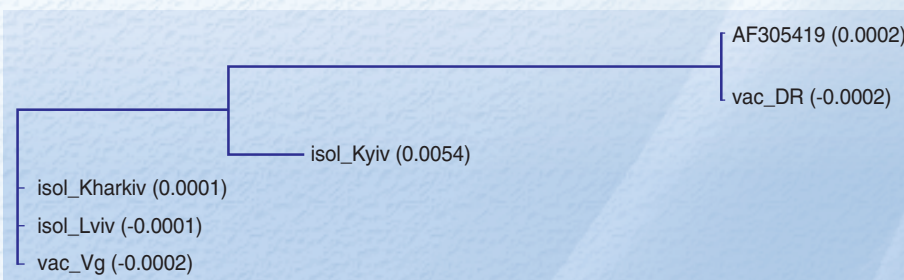 AF305419 (0.0002)
vac_DR (-0.0002)
isol_Kyiv (0.0054)
isol_Kharkiv (0.0001)
isol_Lviv (-0.0001)
vac_Vg (-0.0002)